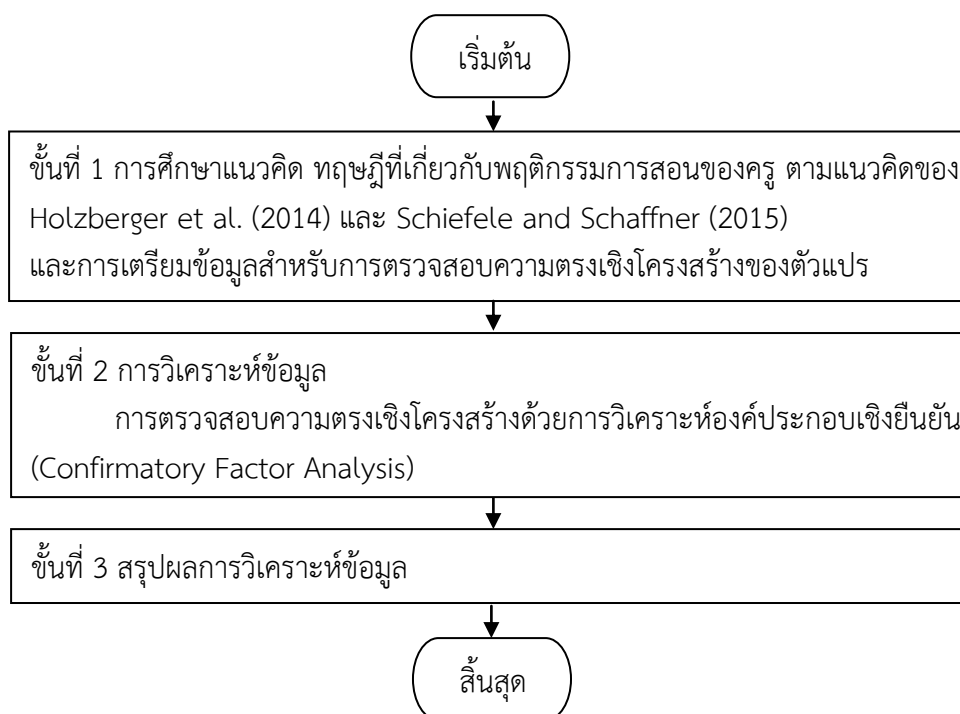 เริ่มต้น
ขั้นที่ 1 การศึกษาแนวคิด ทฤษฎีที่เกี่ยวกับพฤติกรรมการสอนของครู ตามแนวคิดของ
Holzberger et al. (2014) และ Schiefele and Schaffner (2015)
และการเตรียมข้อมูลสำหรับการตรวจสอบความตรงเชิงโครงสร้างของตัวแปร
ขั้นที่ 2 การวิเคราะห์ข้อมูล
การตรวจสอบความตรงเชิงโครงสร้างด้วยการวิเคราะห์องค์ประกอบเชิงยืนยัน
(Confirmatory Factor Analysis)
ขั้นที่ 3 สรุปผลการวิเคราะห์ข้อมูล
สิ้นสุด